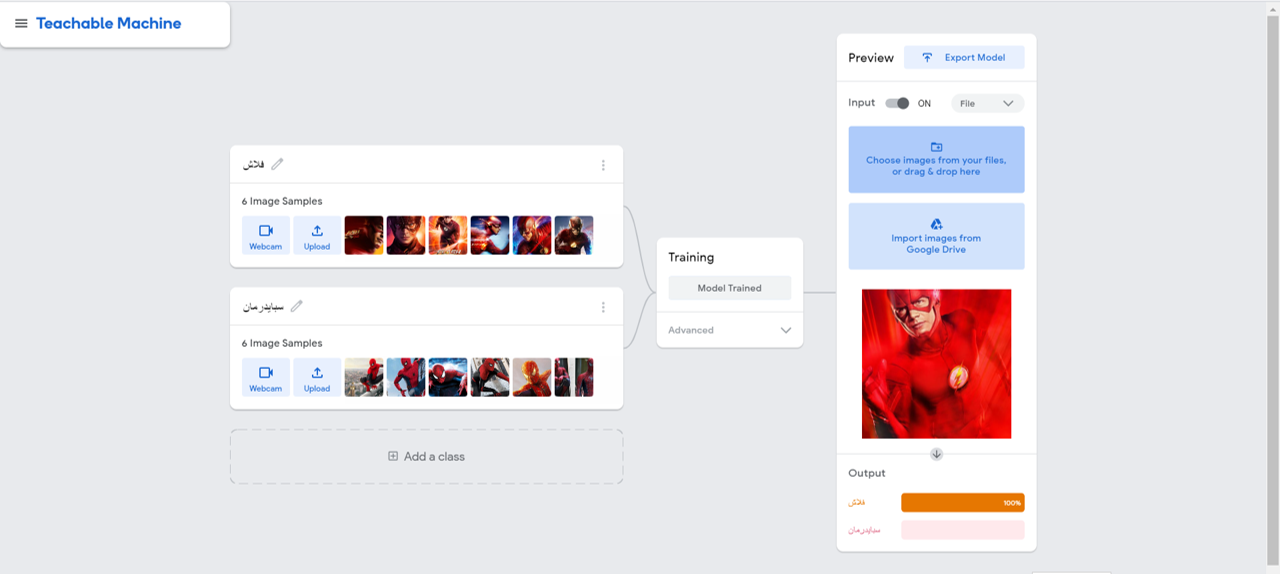 Teachable Machine
فلاش
6 Image Samples
Webcam
Upload
سبايدرمان
6 Image Samples
Webcam
Upload
Add a class
Training
Model Trained
Advanced
Preview
Export Model
Input
ON
File
Choose images from your files,
or drag & drop here
Import images from
Google Drive
Output
فلاش
100%
سبايدرمان